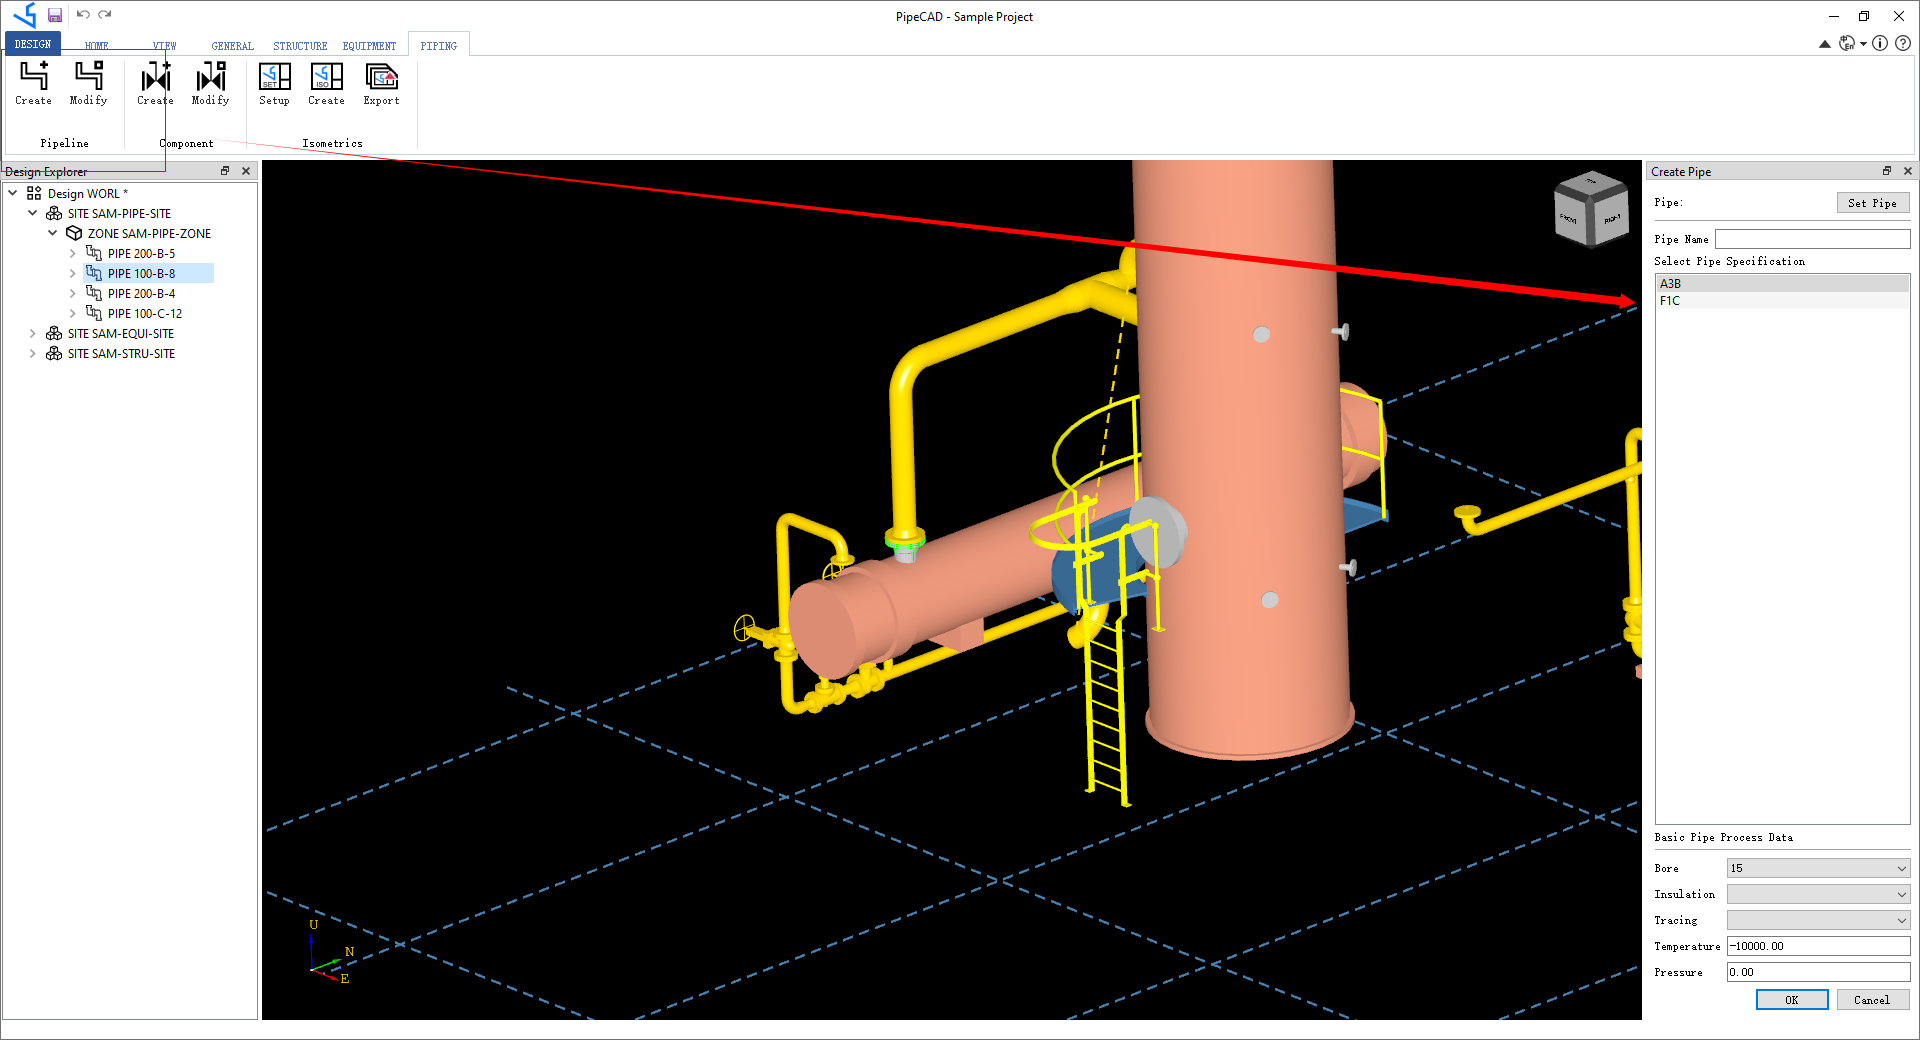 PipeCAD - Sample Project
DESIGN
HOME
VIEW
GENERAL
STRUCTURE
EQUIPMENT
PIPING
Create
Modify
Create
Modify
SET
Setup
ISO
Create
Export
Pipeline
Component
Isometrics
Design Explorer
Design WORL *
SITE SAM-PIPE-SITE
ZONE SAM-PIPE-ZONE
PIPE 200-B-5
PIPE 100-B-8
PIPE 200-B-4
PIPE 100-C-12
SITE SAM-EQUI-SITE
SITE SAM-STRU-SITE
FRONT
RIGHT
U
N
E
Create Pipe
Pipe:
Set Pipe
Pipe Name
Select Pipe Specification
A3B
F1C
Basic Pipe Process Data
Bore
15
Insulation
Tracing
Temperature
-10000.00
Pressure
0.00
OK
Cancel